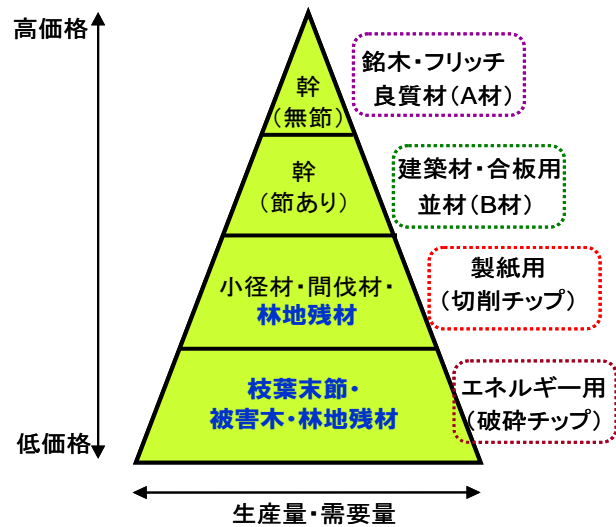 高価格
幹
(無節)
銘木・フリッチ
良質材(A材)
幹
(節あり)
建築材・合板用
並材(B材)
小径材・間伐材・
林地残材
製紙用
(切削チップ)
枝葉末節・
被害木・林地残材
エネルギー用
(破砕チップ)
低価格
生産量・需要量